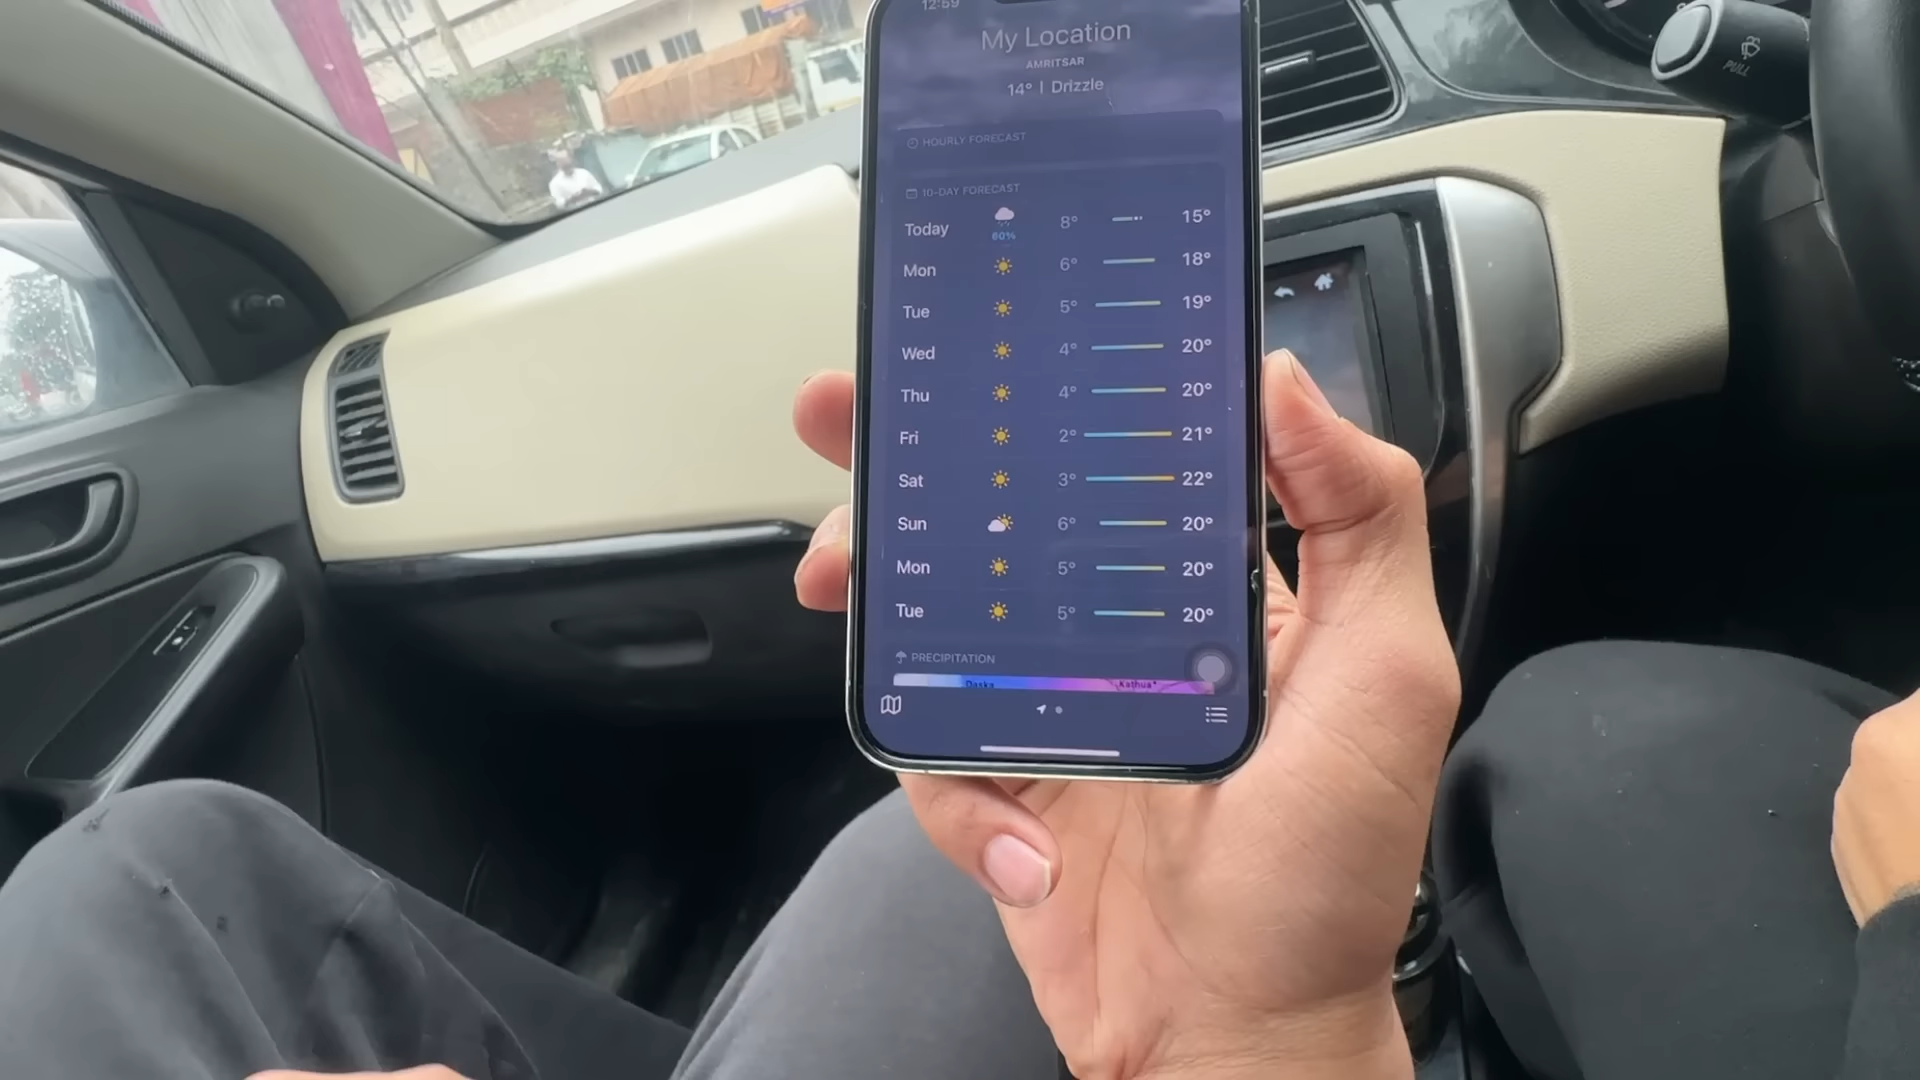 12:59
My Location
AMRITSAR
14° | Drizzle
HOURLY FORECAST
10-DAY FORECAST
Today 60% 8° 15°
Mon 6° 18°
Tue 5° 19°
Wed 4° 20°
Thu 4° 20°
Fri 2° 21°
Sat 3° 22°
Sun 6° 20°
Mon 5° 20°
Tue 5° 20°
PRECIPITATION
Daska Kathua
PULL